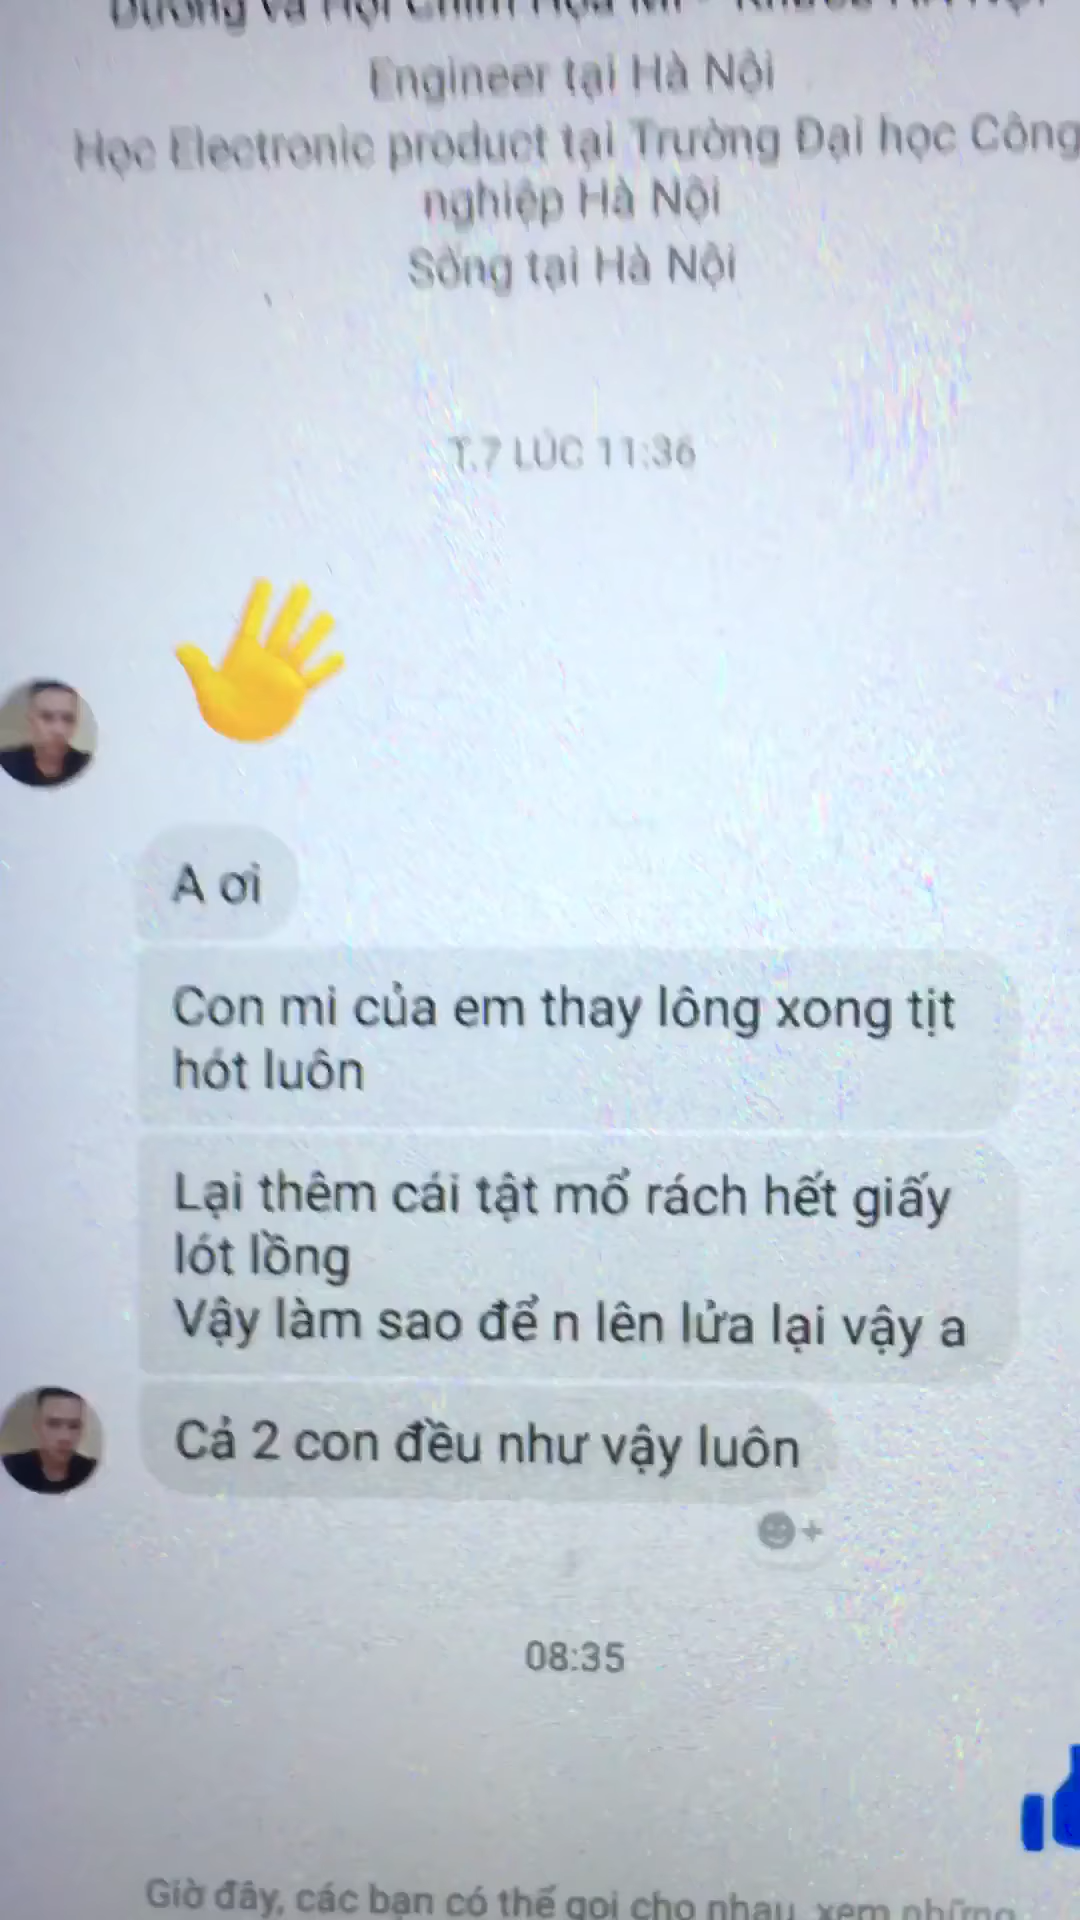 Engineer tại Hà Nội
Học Electronic product tại Trường Đại học Công
nghiệp Hà Nội
Sống tại Hà Nội
T.7 LÚC 11:36
A ơi
Con mi của em thay lông xong tịt
hót luôn
Lại thêm cái tật mổ rách hết giấy
lót lồng
Vậy làm sao để n lên lửa lại vậy a
Cả 2 con đều như vậy luôn
08:35
Giờ đây, các bạn có thể gọi cho nhau, xem những